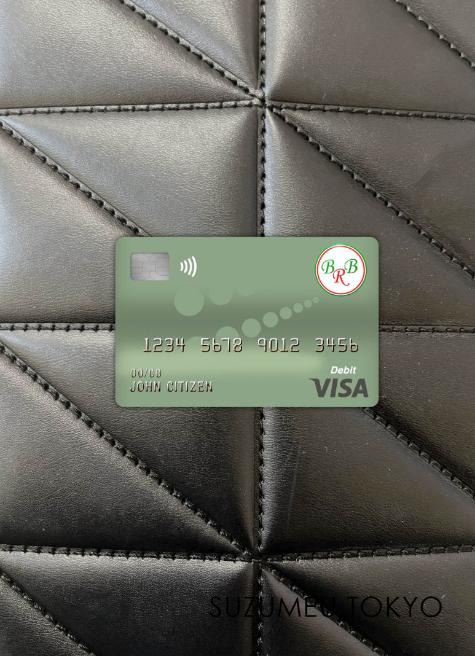 BRB
1234 5678 9012 3456
00/00
JOHN CITIZEN
Debit
VISA
SUZUMEU.TOKYO